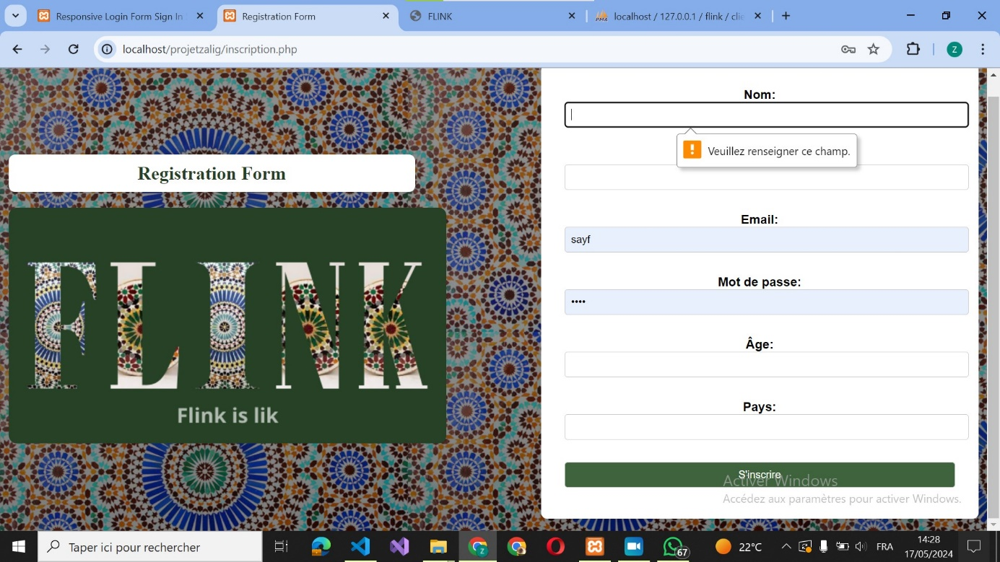 Responsive Login Form Sign In
Registration Form
FLINK
localhost / 127.0.0.1 / flink / clie
localhost/projetzalig/inscription.php
Z
Nom:
Veuillez renseigner ce champ.
Registration Form
Email:
sayf
Mot de passe:
••••
FLINK
Flink is lik
Âge:
Pays:
S'inscrire
Activer Windows
Accédez aux paramètres pour activer Windows.
Taper ici pour rechercher
67
22°C
FRA
14:28
17/05/2024